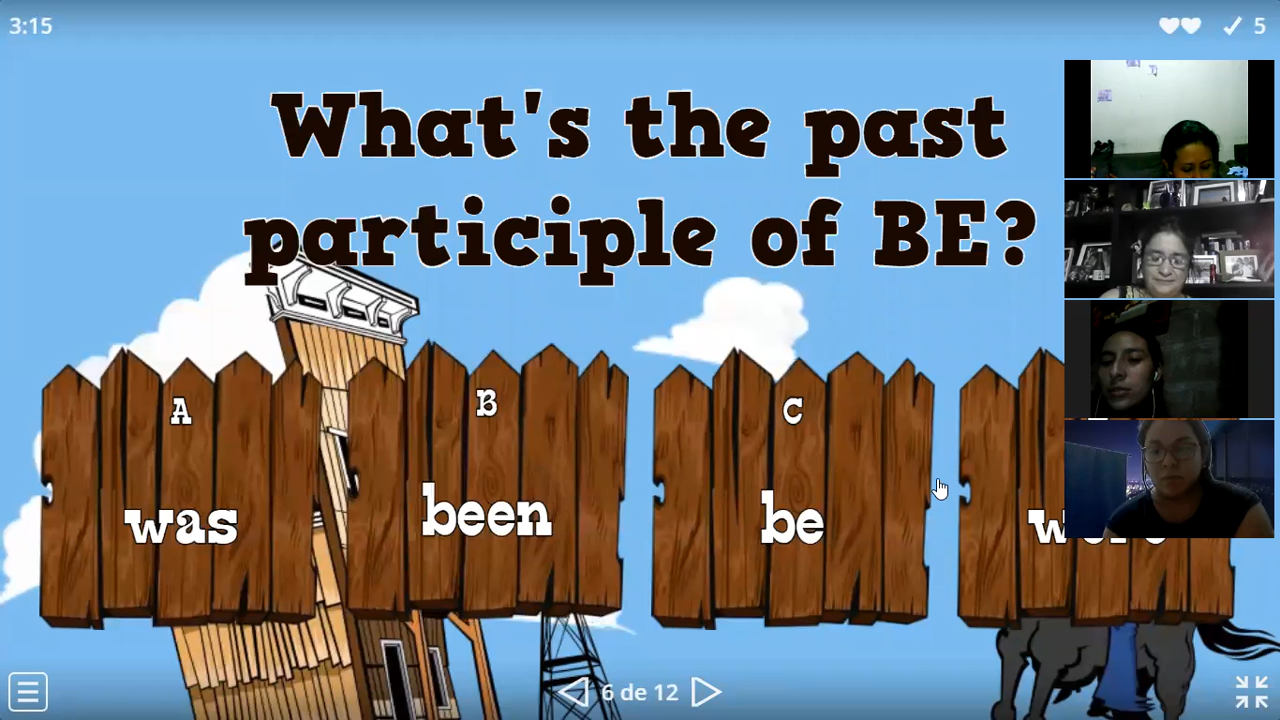 3:15
5
What's the past
participle of BE?
A
B
C
was
been
be
6 de 12